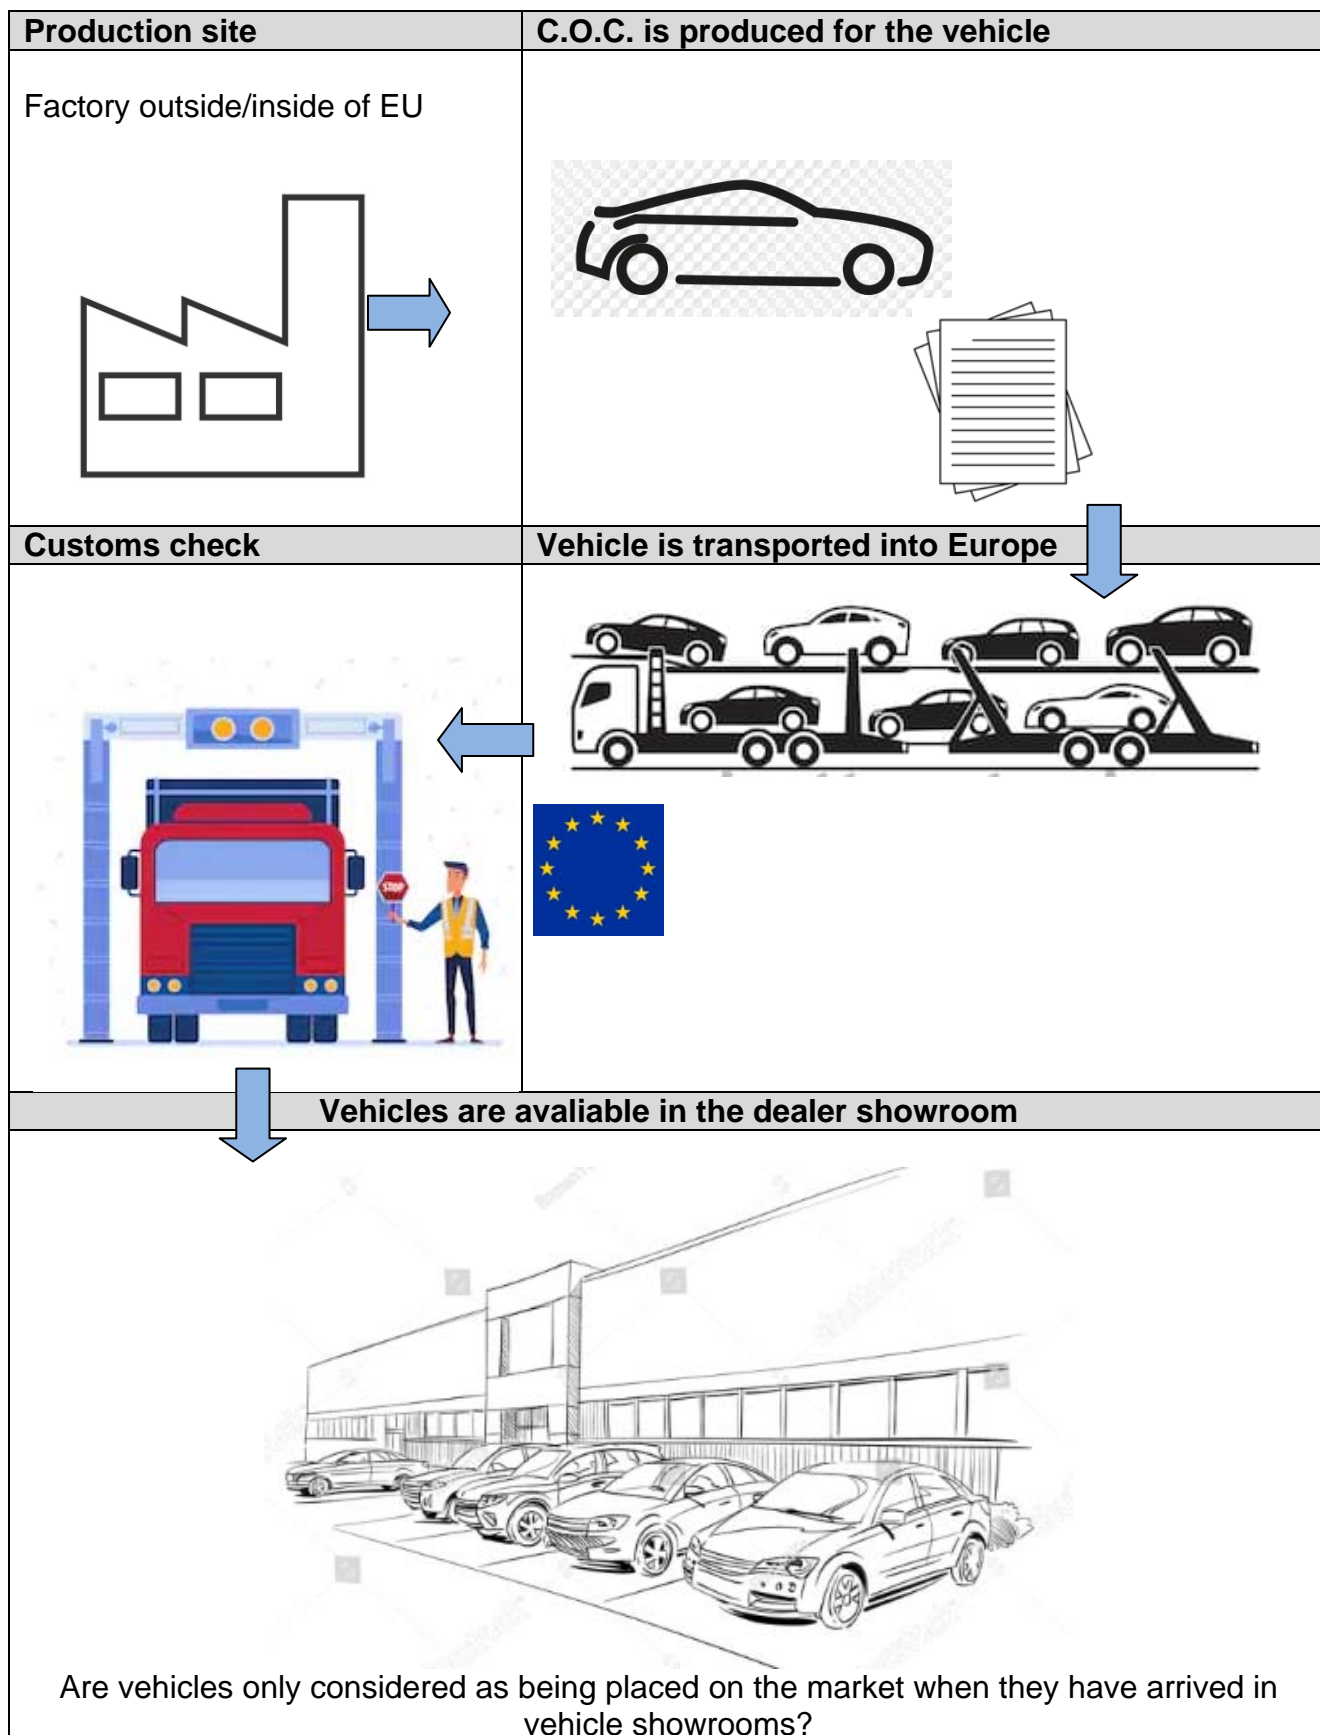 Production site
C.O.C. is produced for the vehicle
Factory outside/inside of EU
Customs check
Vehicle is transported into Europe
STOP
Vehicles are avaliable in the dealer showroom
Are vehicles only considered as being placed on the market when they have arrived in
vehicle showrooms?